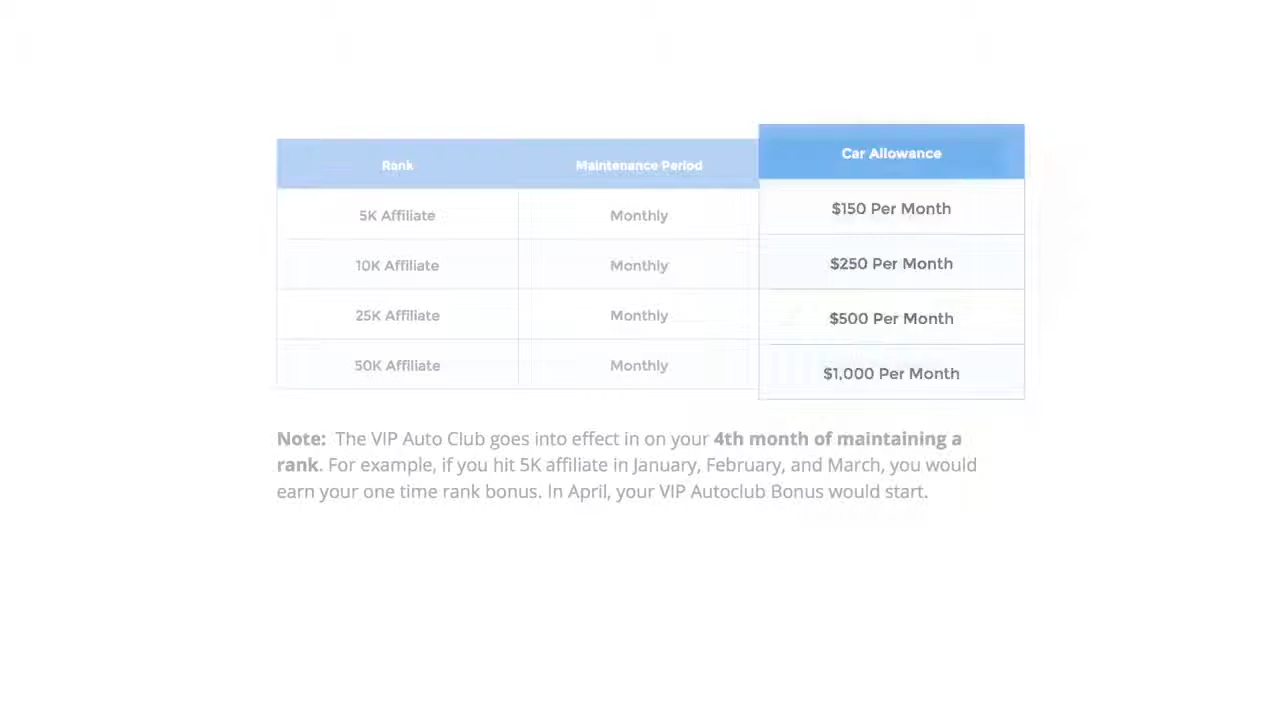 Rank Maintenance Period Car Allowance
5K Affiliate Monthly $150 Per Month
10K Affiliate Monthly $250 Per Month
25K Affiliate Monthly $500 Per Month
50K Affiliate Monthly $1,000 Per Month
Note: The VIP Auto Club goes into effect in on your 4th month of maintaining a
rank. For example, if you hit 5K affiliate in January, February, and March, you would
earn your one time rank bonus. In April, your VIP Autoclub Bonus would start.